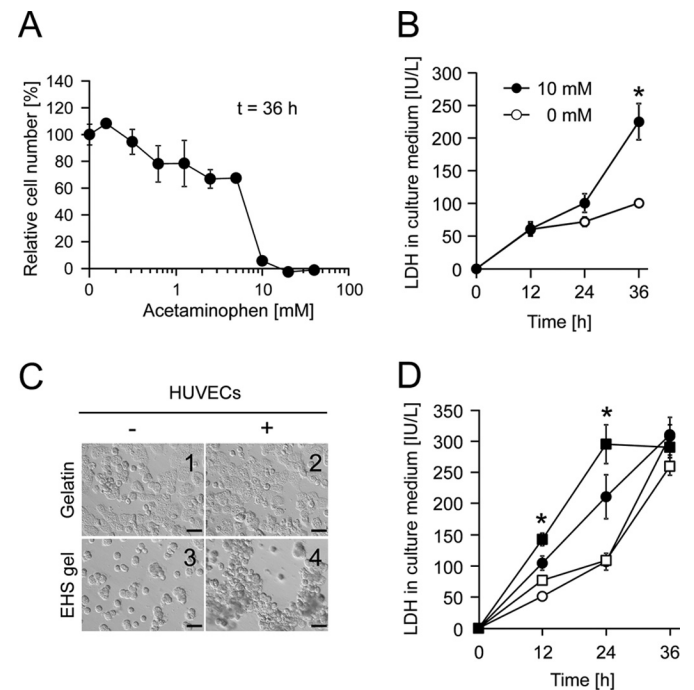 A
Relative cell number [%]
140
120
100
80
60
40
20
0
t = 36 h
0
1
10
100
Acetaminophen [mM]
B
LDH in culture medium [IU/L]
300
250
200
150
100
50
0
10 mM
0 mM
*
0
12
24
36
Time [h]
C
HUVECs
-
+
Gelatin
1
2
EHS gel
3
4
D
LDH in culture medium [IU/L]
350
300
250
200
150
100
50
0
*
*
0
12
24
36
Time [h]